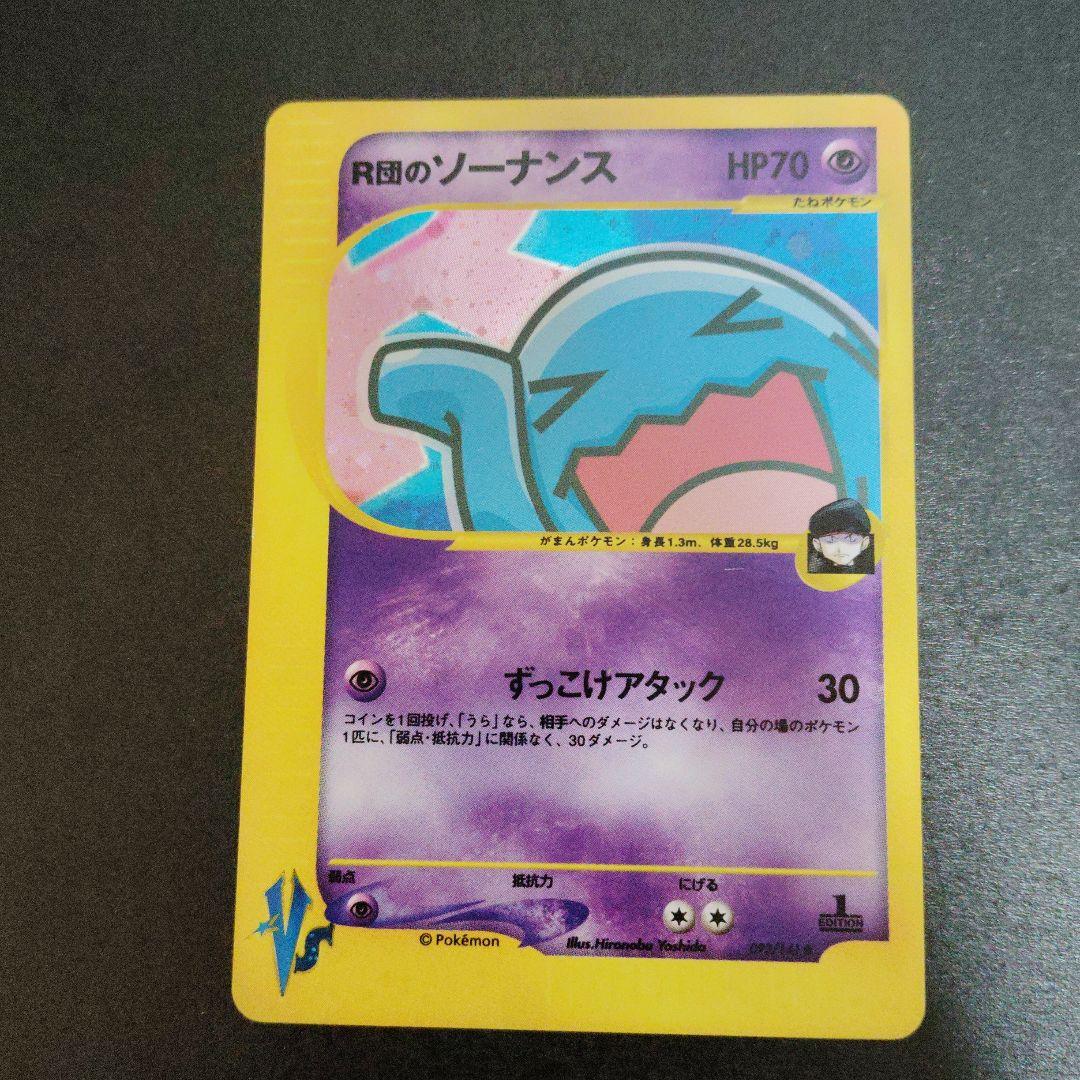 R団のソーナンス HP70
たねポケモン
がまんポケモン：身長1.3m、体重28.5kg
ずっこけアタック 30
コインを1回投げ、「うら」なら、相手へのダメージはなくなり、自分の場のポケモン
1匹に、「弱点・抵抗力」に関係なく、30ダメージ。
弱点 抵抗力 にげる
1
EDITION
VS
©Pokémon Illus.Hironobu Yoshida